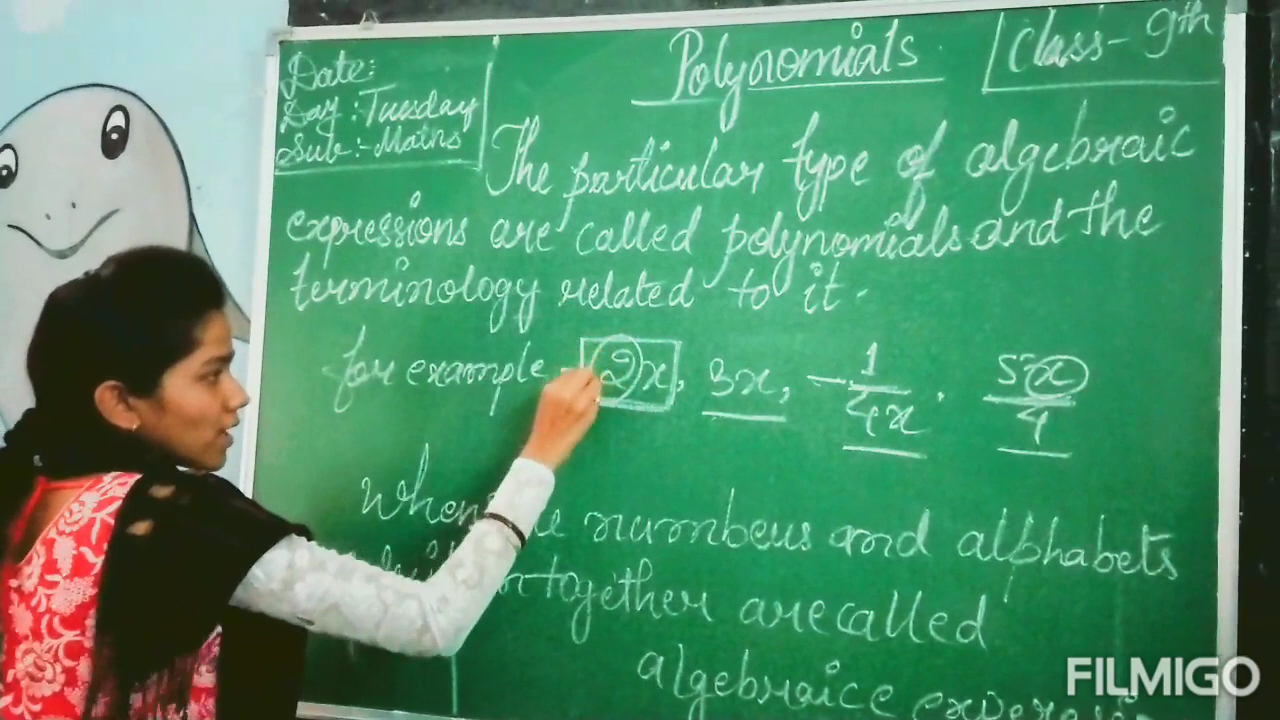 Date:
Day : Tuesday
Sub :- Maths
Polynomials
Class - 9th
The particular type of algebraic
expressions are called polynomials and the
terminology related to it.
for example - 2x, 3x, - 1/4x, 5x/4
numbers and alphabets
together are called
algebraice
FILMIGO